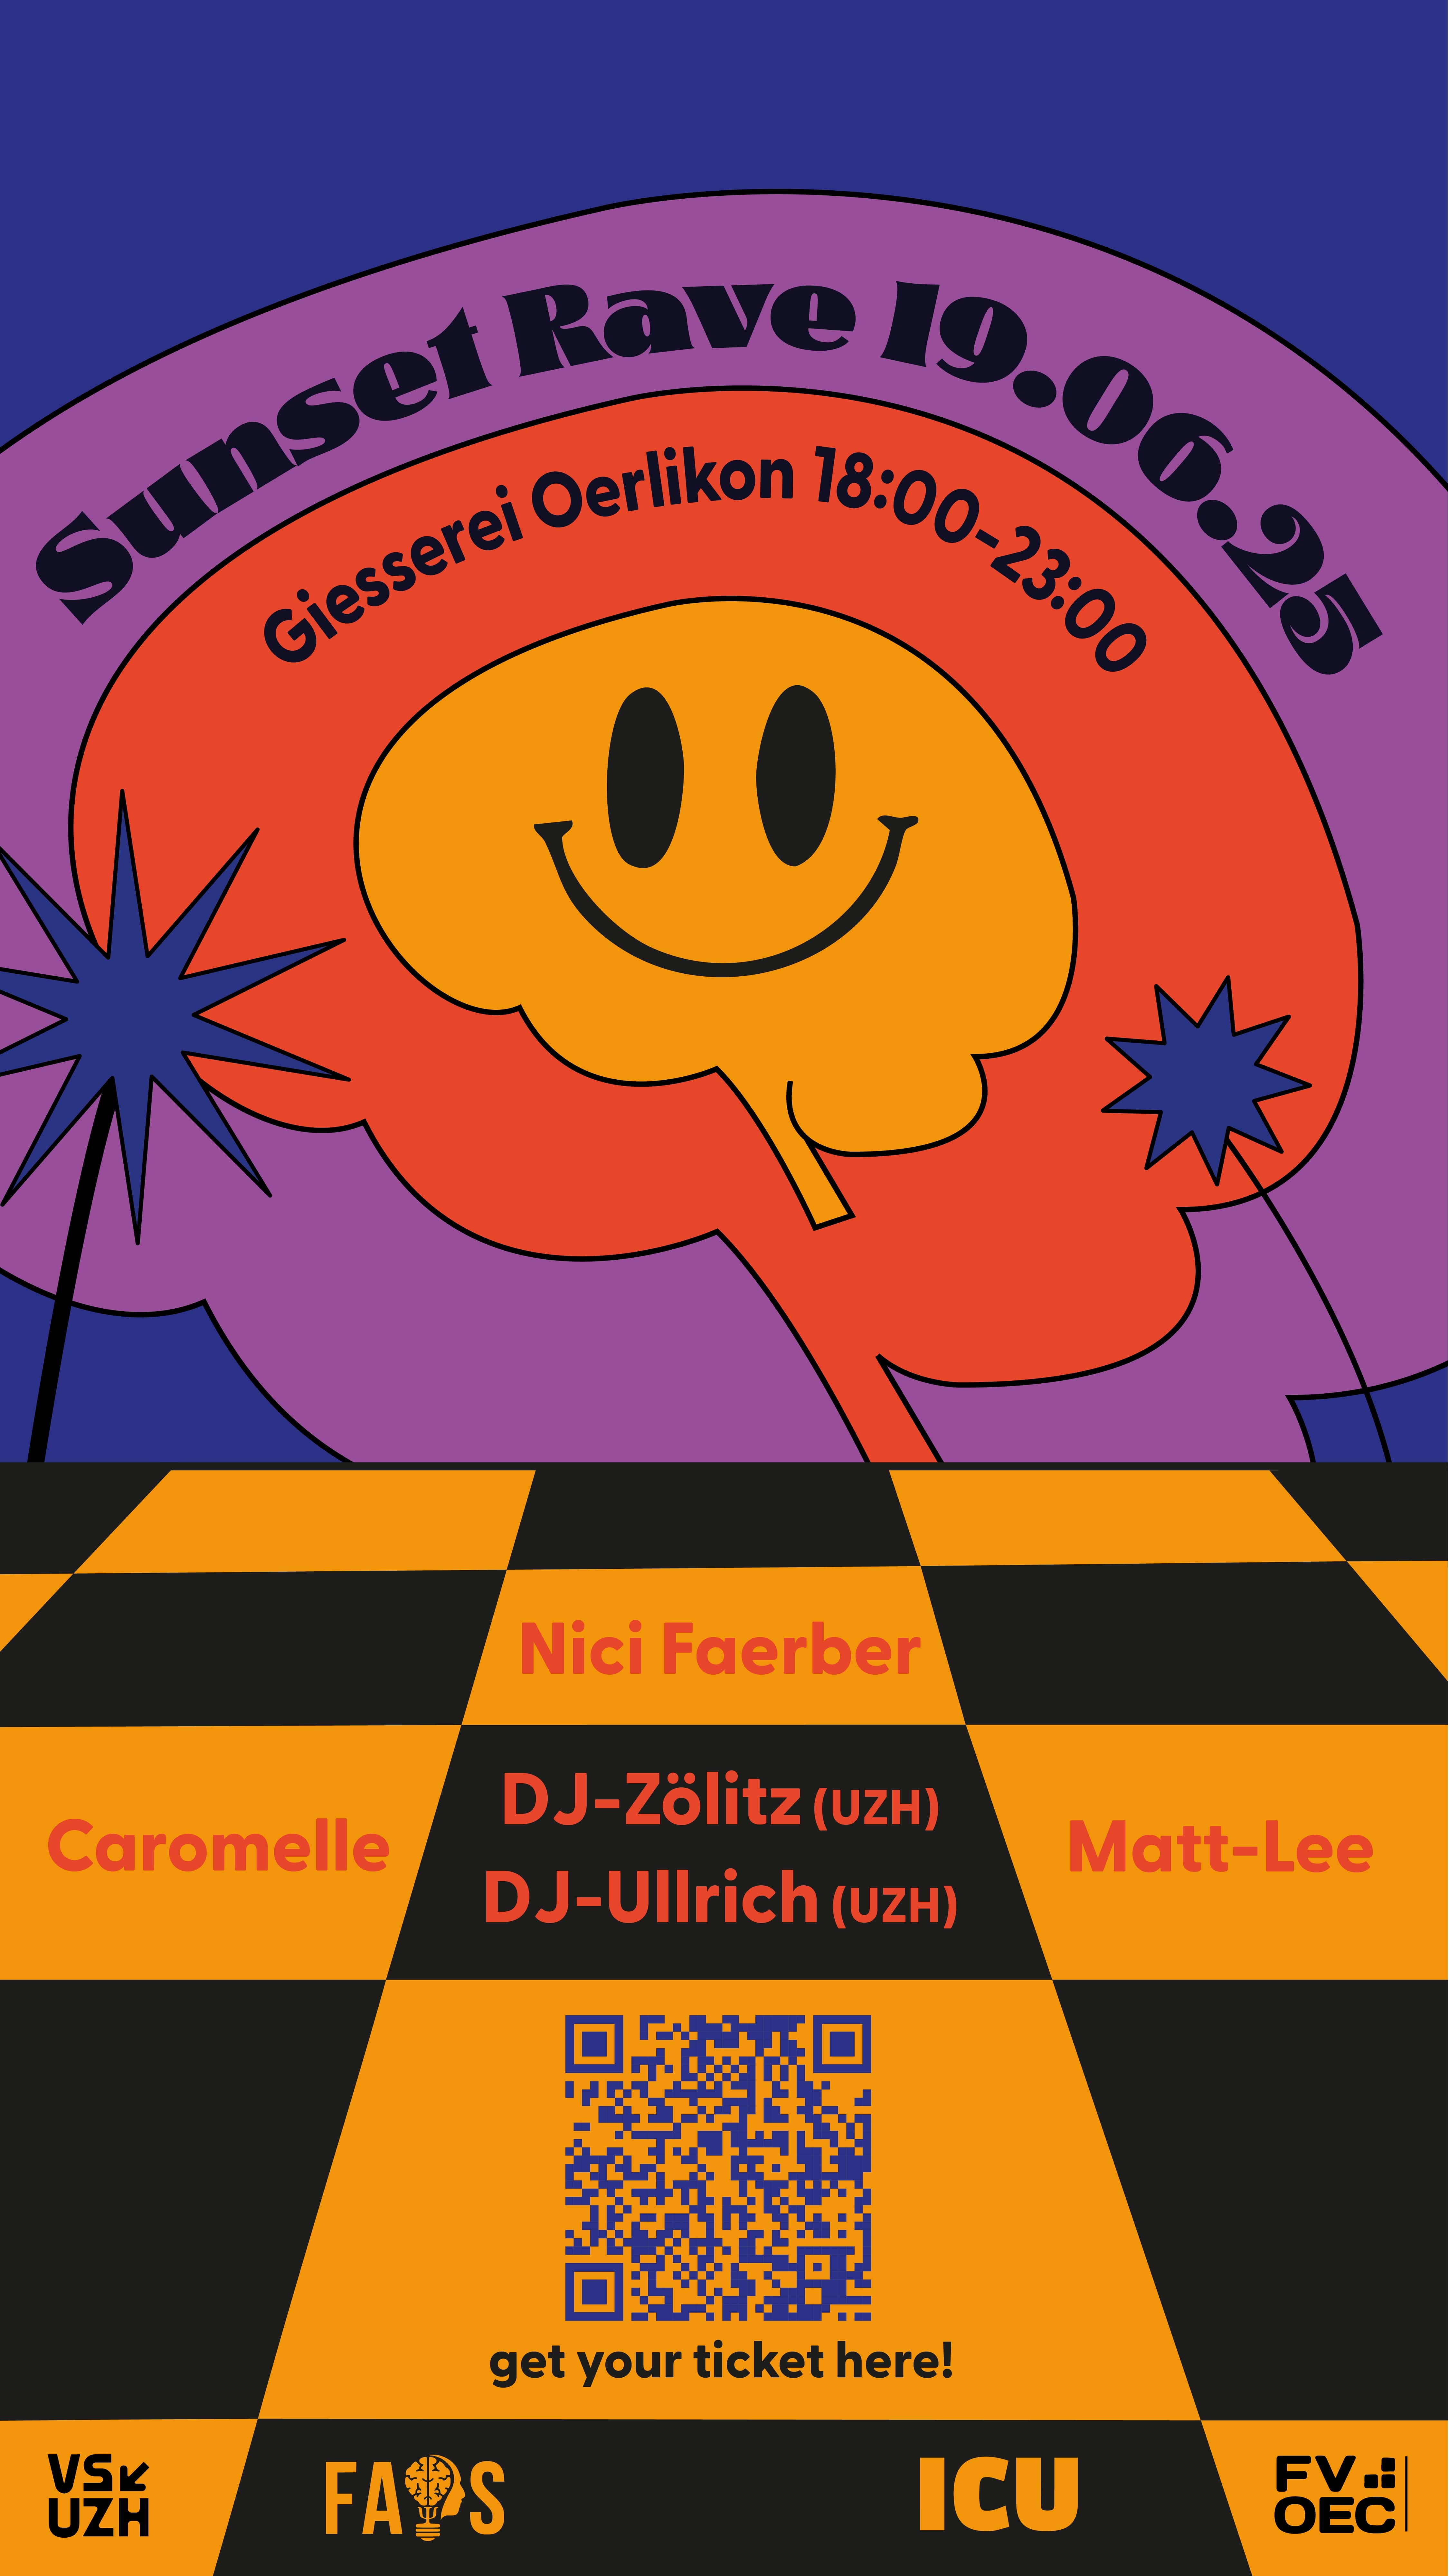 Sunset Rave 19.06.25
Giesserei Oerlikon 18:00-23:00
Nici Faerber
DJ-Zölitz (UZH)
Caromelle
Matt-Lee
DJ-Ullrich (UZH)
get your ticket here!
VS
UZH
FAPS
ICU
FV
OEC